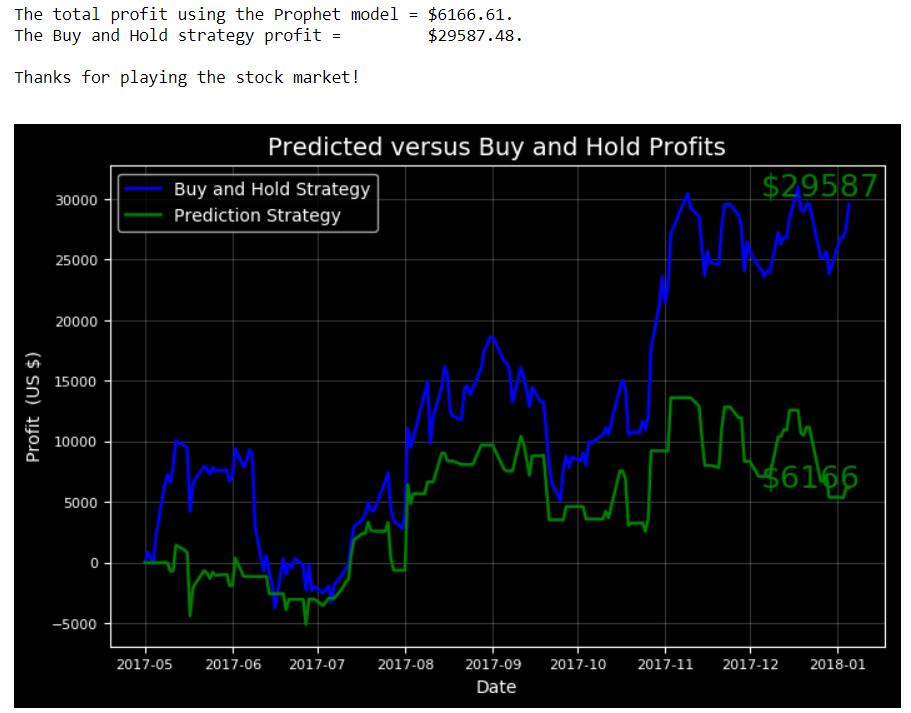 The total profit using the Prophet model = $6166.61.
The Buy and Hold strategy profit =         $29587.48.
Thanks for playing the stock market!
Predicted versus Buy and Hold Profits
Buy and Hold Strategy
Prediction Strategy
$29587
$6166
30000
25000
20000
15000
10000
5000
0
−5000
Profit (US $)
2017-05 2017-06 2017-07 2017-08 2017-09 2017-10 2017-11 2017-12 2018-01
Date